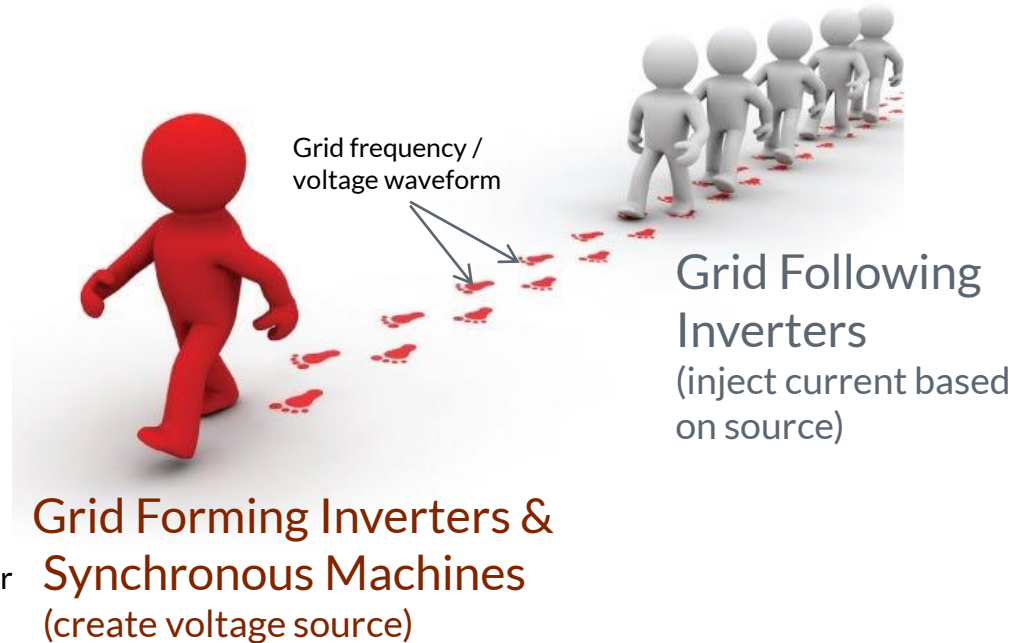 Grid frequency /
voltage waveform
Grid Following
Inverters
(inject current based
on source)
Grid Forming Inverters &
r Synchronous Machines
(create voltage source)